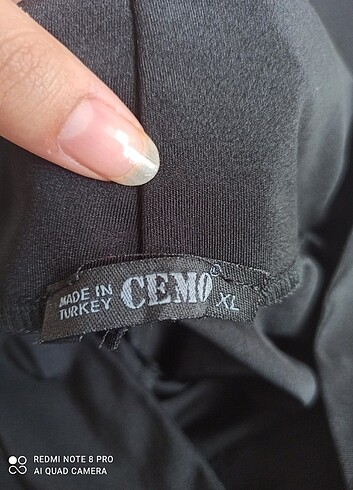 MADE IN
TURKEY
CEMO
XL
REDMI NOTE 8 PRO
AI QUAD CAMERA